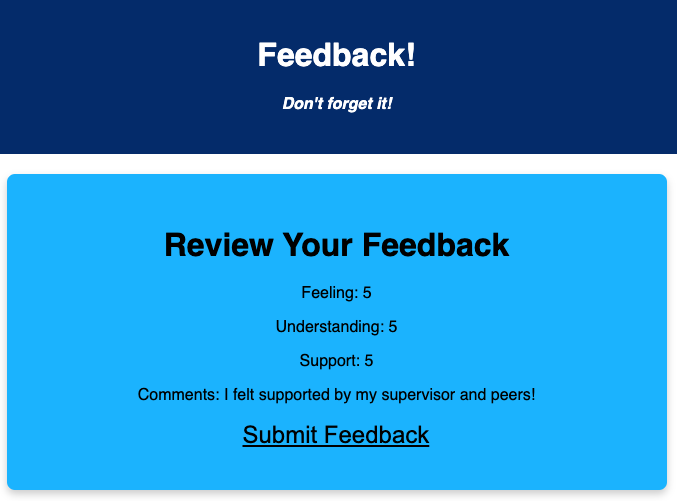 Feedback!
Don't forget it!
Review Your Feedback
Feeling: 5
Understanding: 5
Support: 5
Comments: I felt supported by my supervisor and peers!
Submit Feedback